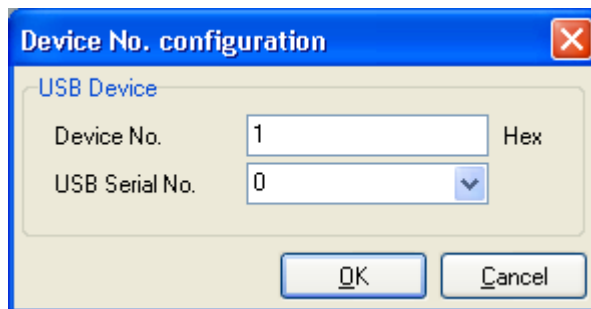 Device No. configuration
USB Device
Device No. 1 Hex
USB Serial No. 0
OK Cancel